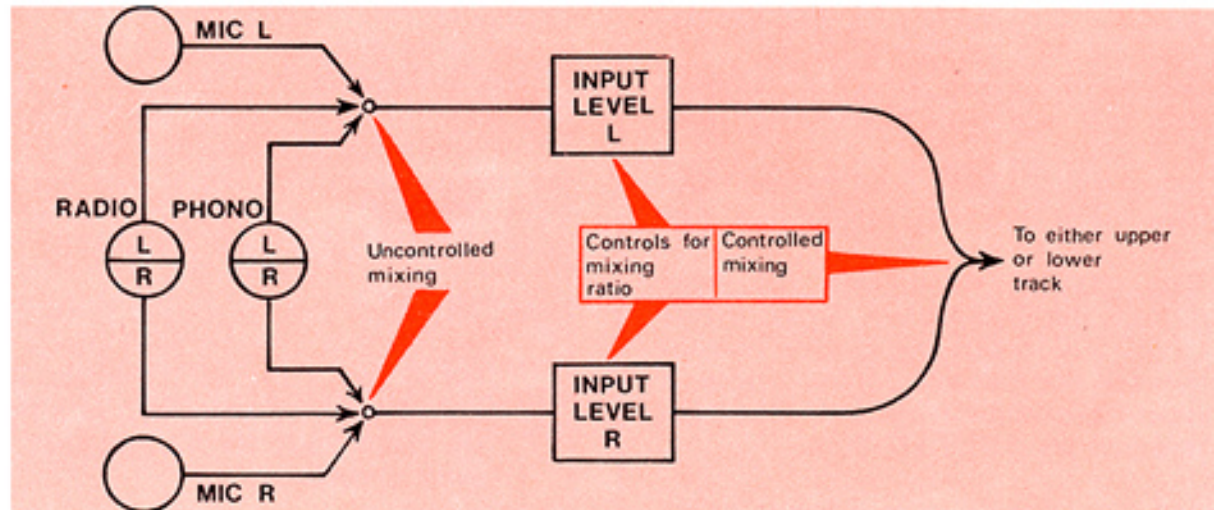 MIC L
INPUT
LEVEL
L
RADIO
PHONO
L
R
L
R
Uncontrolled
mixing
Controls for
mixing
ratio
Controlled
mixing
To either upper
or lower
track
INPUT
LEVEL
R
MIC R